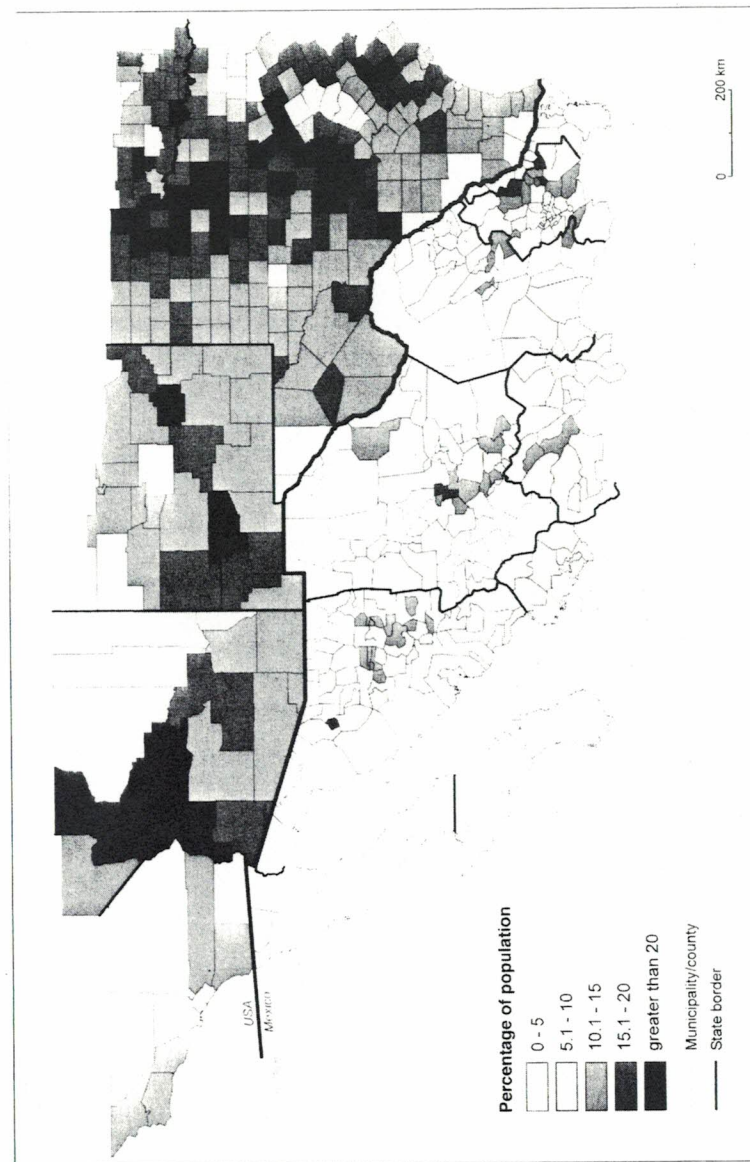 USA
Mexico
Percentage of population
0 - 5
5.1 - 10
10.1 - 15
15.1 - 20
greater than 20
Municipality/county
State border
0
200 km